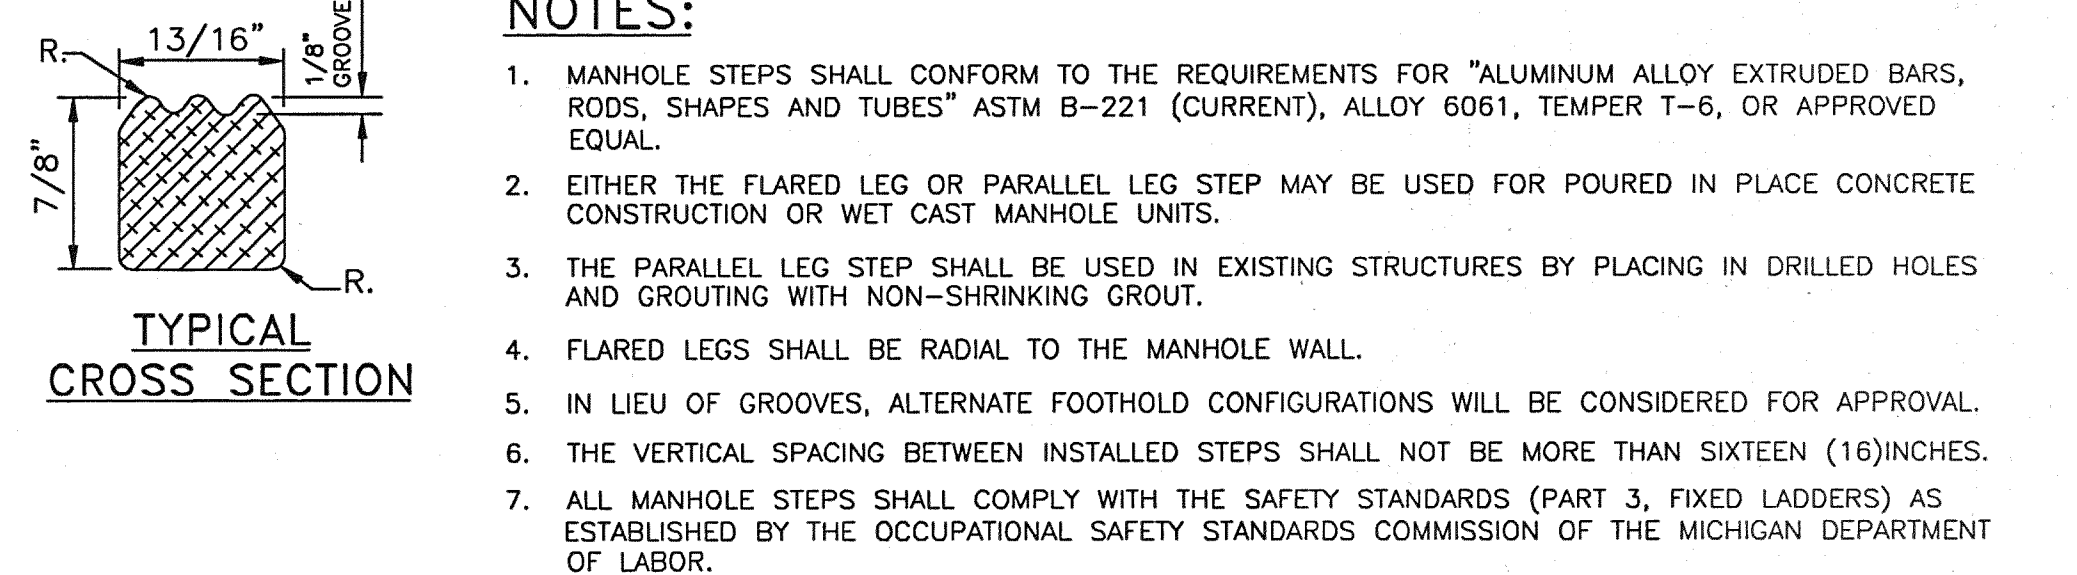 NOTES:
R.
13/16"
1/8"
GROOVE
7/8"
R.
TYPICAL
CROSS SECTION
1. MANHOLE STEPS SHALL CONFORM TO THE REQUIREMENTS FOR "ALUMINUM ALLOY EXTRUDED BARS,
RODS, SHAPES AND TUBES" ASTM B-221 (CURRENT), ALLOY 6061, TEMPER T-6, OR APPROVED
EQUAL.
2. EITHER THE FLARED LEG OR PARALLEL LEG STEP MAY BE USED FOR POURED IN PLACE CONCRETE
CONSTRUCTION OR WET CAST MANHOLE UNITS.
3. THE PARALLEL LEG STEP SHALL BE USED IN EXISTING STRUCTURES BY PLACING IN DRILLED HOLES
AND GROUTING WITH NON-SHRINKING GROUT.
4. FLARED LEGS SHALL BE RADIAL TO THE MANHOLE WALL.
5. IN LIEU OF GROOVES, ALTERNATE FOOTHOLD CONFIGURATIONS WILL BE CONSIDERED FOR APPROVAL.
6. THE VERTICAL SPACING BETWEEN INSTALLED STEPS SHALL NOT BE MORE THAN SIXTEEN (16)INCHES.
7. ALL MANHOLE STEPS SHALL COMPLY WITH THE SAFETY STANDARDS (PART 3, FIXED LADDERS) AS
ESTABLISHED BY THE OCCUPATIONAL SAFETY STANDARDS COMMISSION OF THE MICHIGAN DEPARTMENT
OF LABOR.